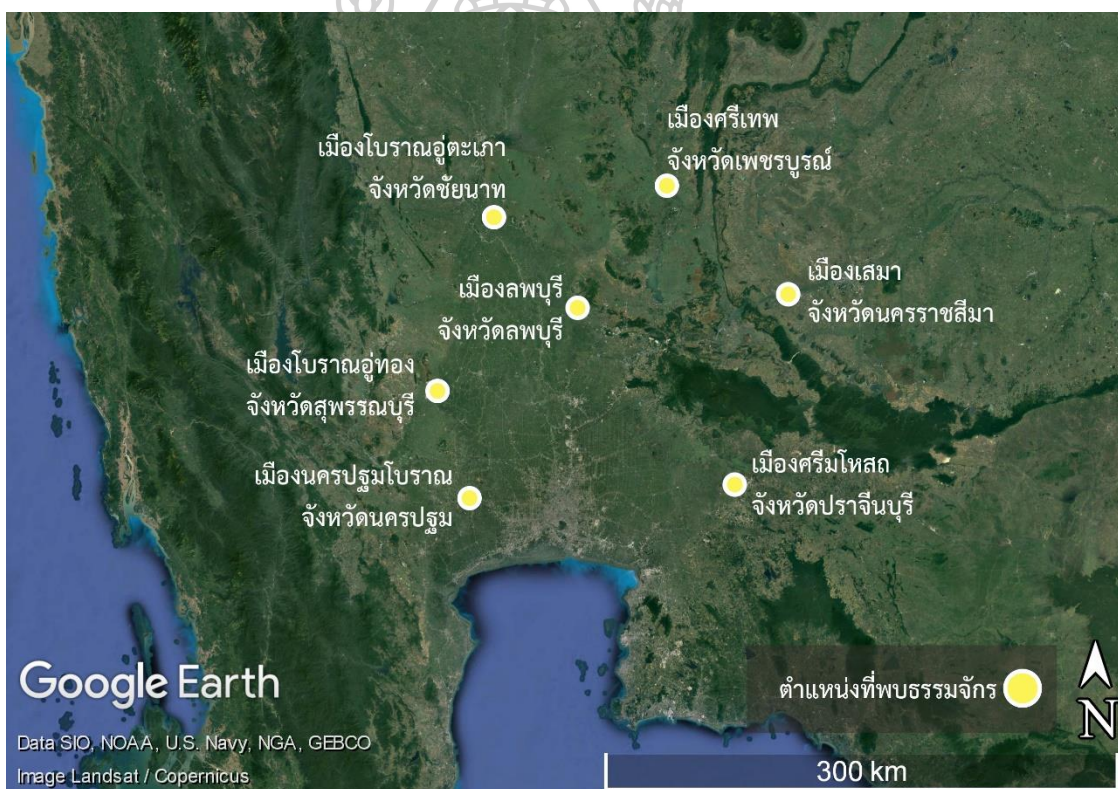 เมืองศรีเทพ
จังหวัดเพชรบูรณ์
เมืองโบราณอู่ตะเภา
จังหวัดชัยนาท
เมืองเสมา
จังหวัดนครราชสีมา
เมืองลพบุรี
จังหวัดลพบุรี
เมืองโบราณอู่ทอง
จังหวัดสุพรรณบุรี
เมืองศรีมโหสถ
จังหวัดปราจีนบุรี
เมืองนครปฐมโบราณ
จังหวัดนครปฐม
ตำแหน่งที่พบธรรมจักร
N
Google Earth
Data SIO, NOAA, U.S. Navy, NGA, GEBCO
Image Landsat / Copernicus
300 km